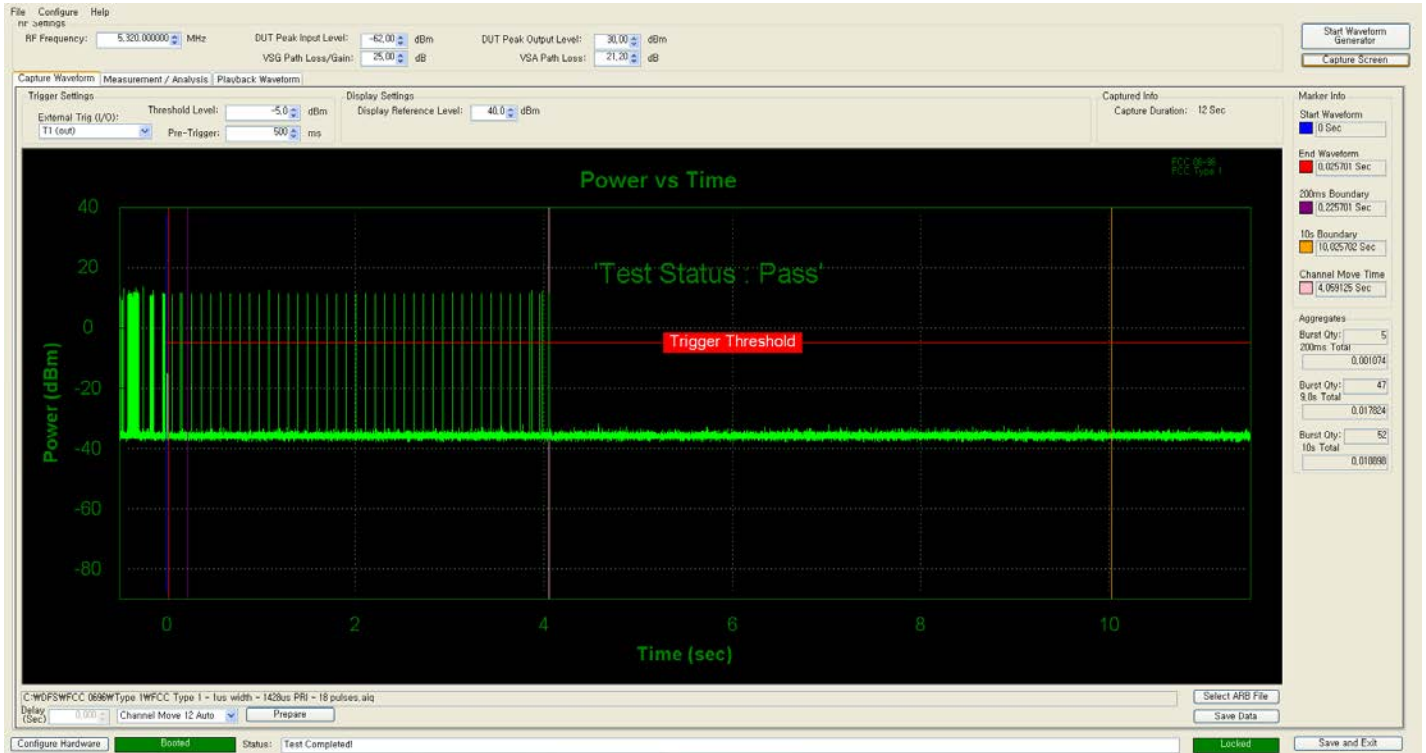 File Configure Help
RF Settings
RF Frequency: 5,320.000000 MHz DUT Peak Input Level: -62,00 dBm DUT Peak Output Level: 30,00 dBm
VSG Path Loss/Gain: 25,00 dB VSA Path Loss: 21,20 dB
Start Waveform Generator
Capture Screen
Capture Waveform Measurement / Analysis Playback Waveform
Trigger Settings
External Trig (I/O):
T1 (out)
Threshold Level: -5.0 dBm
Pre-Trigger: 500 ms
Display Settings
Display Reference Level: 40.0 dBm
Captured Info
Capture Duration: 12 Sec
Marker Info
Start Waveform
0 Sec
End Waveform
0,025701 Sec
200ms Boundary
0,225701 Sec
10s Boundary
10,025702 Sec
Channel Move Time
4,059125 Sec
Aggregates
Burst Qty: 5
200ms Total
0,001074
Burst Qty: 47
9,8s Total
0,017824
Burst Qty: 52
10s Total
0,018898
FCC 06-96
FCC Type 1
Power vs Time
'Test Status : Pass'
Trigger Threshold
Power (dBm)
40
20
0
-20
-40
-60
-80
0 2 4 6 8 10
Time (sec)
C:₩DFS₩FCC 0696₩Type 1₩FCC Type 1 - 1us width - 1428us PRI - 18 pulses.aiq
Select ARB File
Delay (Sec) 0,000 Channel Move 12 Auto Prepare
Save Data
Configure Hardware Booted Status: Test Completed! Locked Save and Exit